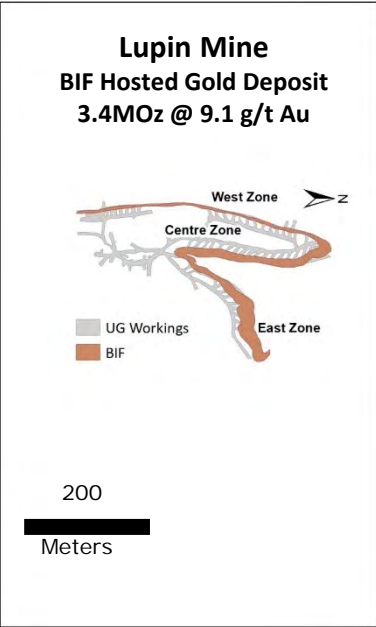 Lupin Mine
BIF Hosted Gold Deposit
3.4MOz @ 9.1 g/t Au
West Zone
N
Centre Zone
UG Workings
East Zone
BIF
200
Meters